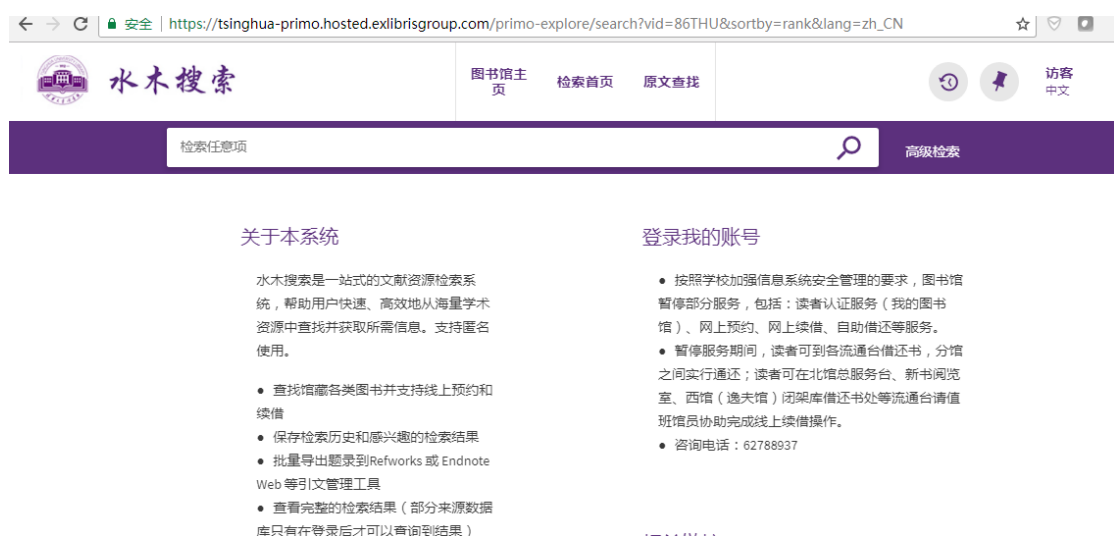 安全 | https://tsinghua-primo.hosted.exlibrisgroup.com/primo-explore/search?vid=86THU&sortby=rank&lang=zh_CN
水木搜索
图书馆主
页
检索首页
原文查找
访客
中文
检索任意项
高级检索
关于本系统
水木搜索是一站式的文献资源检索系
统，帮助用户快速、高效地从海量学术
资源中查找并获取所需信息。支持匿名
使用。
● 查找馆藏各类图书并支持线上预约和
续借
● 保存检索历史和感兴趣的检索结果
● 批量导出题录到Refworks 或 Endnote
Web 等引文管理工具
● 查看完整的检索结果（部分来源数据
库只有在登录后才可以查询到结果）
登录我的账号
● 按照学校加强信息系统安全管理的要求，图书馆
暂停部分服务，包括：读者认证服务（我的图书
馆）、网上预约、网上续借、自助借还等服务。
● 暂停服务期间，读者可到各流通台借还书，分馆
之间实行通还；读者可在北馆总服务台、新书阅览
室、西馆（逸夫馆）闭架库借还书处等流通台请值
班馆员协助完成线上续借操作。
● 咨询电话：62788937